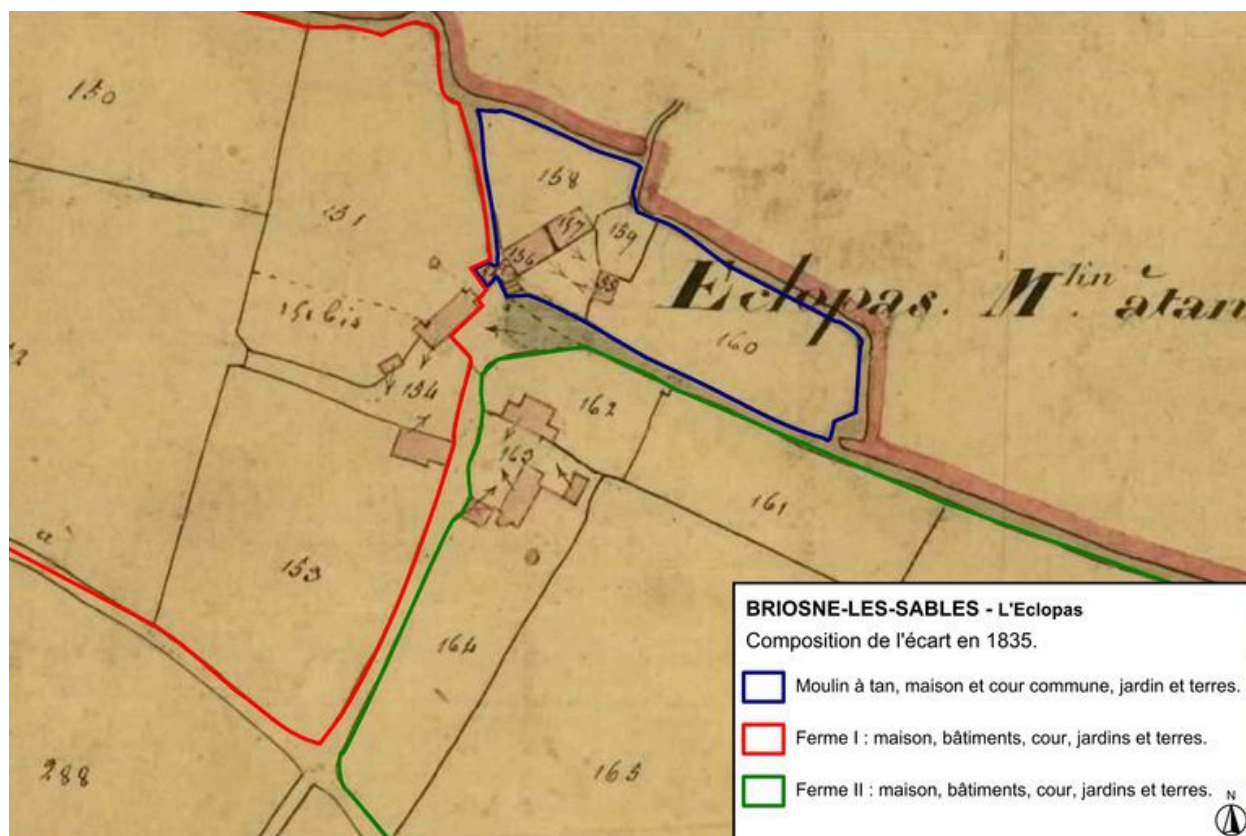 150
151
158
157
159
156
155
Eclopas. M.lin à tan
151 bis
160
154
162
163
161
153
164
288
165
BRIOSNE-LES-SABLES - L'Eclopas
Composition de l'écart en 1835.
Moulin à tan, maison et cour commune, jardin et terres.
Ferme I : maison, bâtiments, cour, jardins et terres.
Ferme II : maison, bâtiments, cour, jardins et terres.
N